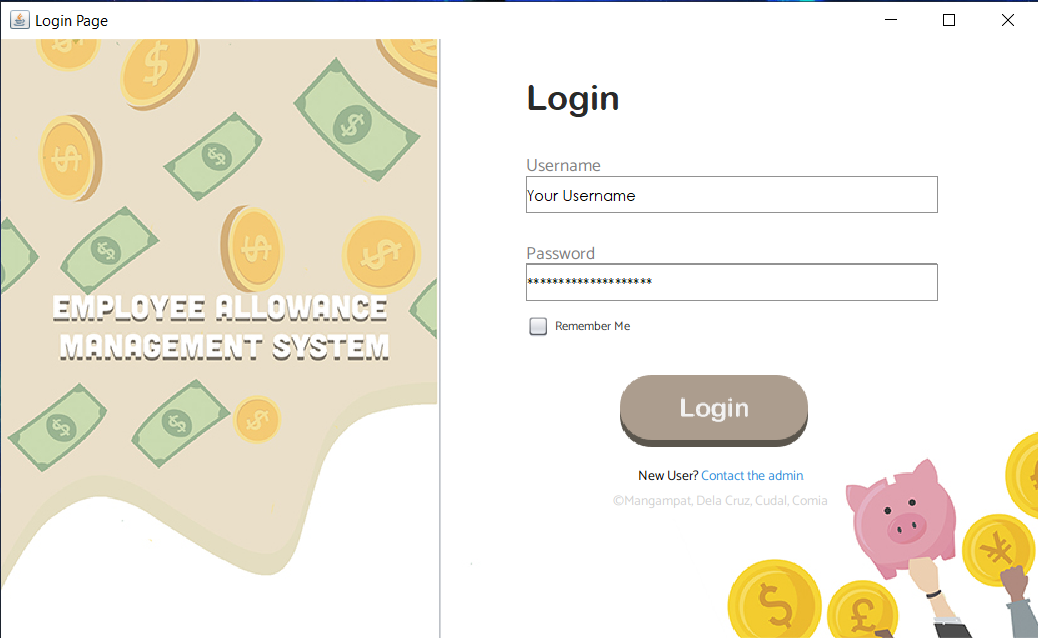 Login Page
EMPLOYEE ALLOWANCE
MANAGEMENT SYSTEM
Login
Username
Your Username
Password
********************
Remember Me
Login
New User? Contact the admin
©Mangampat, Dela Cruz, Cudal, Comia